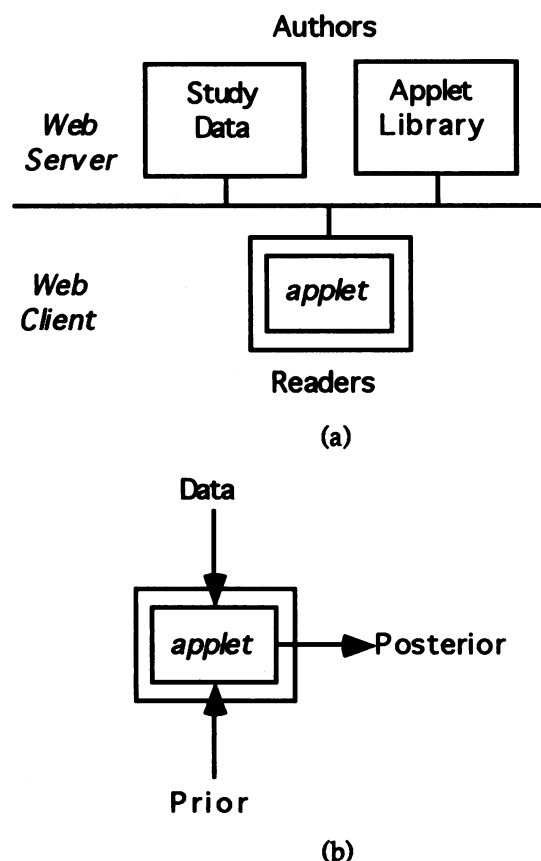 Authors
Study
Data
Applet
Library
Web
Server
Web
Client
applet
Readers
(a)
Data
applet
Posterior
Prior
(b)